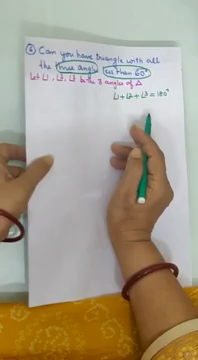 ⑥ Can you have triangle with all
the three angle less than 60°
Let ∠1, ∠2, ∠3 be the 3 angles of Δ
∠1 + ∠2 + ∠3 = 180°